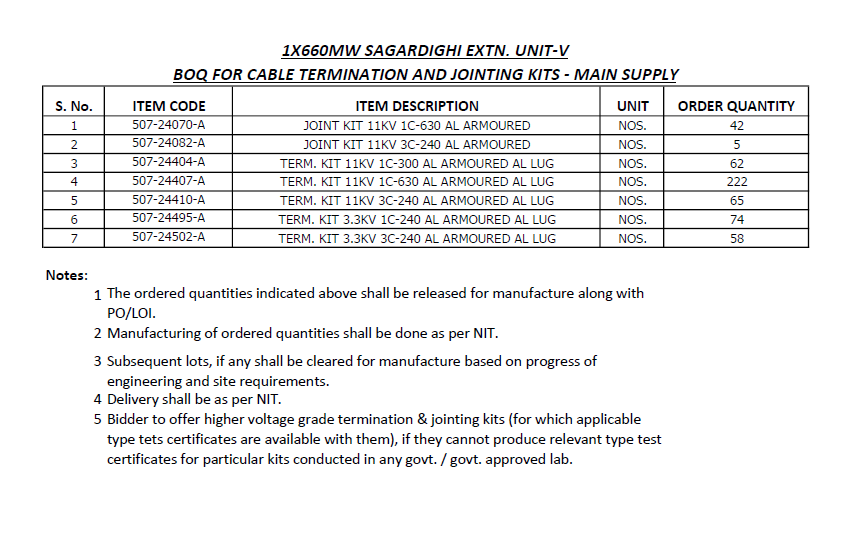 1X660MW SAGARDIGHI EXTN. UNIT-V
BOQ FOR CABLE TERMINATION AND JOINTING KITS - MAIN SUPPLY
S. No. ITEM CODE ITEM DESCRIPTION UNIT ORDER QUANTITY
1 507-24070-A JOINT KIT 11KV 1C-630 AL ARMOURED NOS. 42
2 507-24082-A JOINT KIT 11KV 3C-240 AL ARMOURED NOS. 5
3 507-24404-A TERM. KIT 11KV 1C-300 AL ARMOURED AL LUG NOS. 62
4 507-24407-A TERM. KIT 11KV 1C-630 AL ARMOURED AL LUG NOS. 222
5 507-24410-A TERM. KIT 11KV 3C-240 AL ARMOURED AL LUG NOS. 65
6 507-24495-A TERM. KIT 3.3KV 1C-240 AL ARMOURED AL LUG NOS. 74
7 507-24502-A TERM. KIT 3.3KV 3C-240 AL ARMOURED AL LUG NOS. 58
Notes:
1 The ordered quantities indicated above shall be released for manufacture along with
PO/LOI.
2 Manufacturing of ordered quantities shall be done as per NIT.
3 Subsequent lots, if any shall be cleared for manufacture based on progress of
engineering and site requirements.
4 Delivery shall be as per NIT.
5 Bidder to offer higher voltage grade termination & jointing kits (for which applicable
type tets certificates are available with them), if they cannot produce relevant type test
certificates for particular kits conducted in any govt. / govt. approved lab.